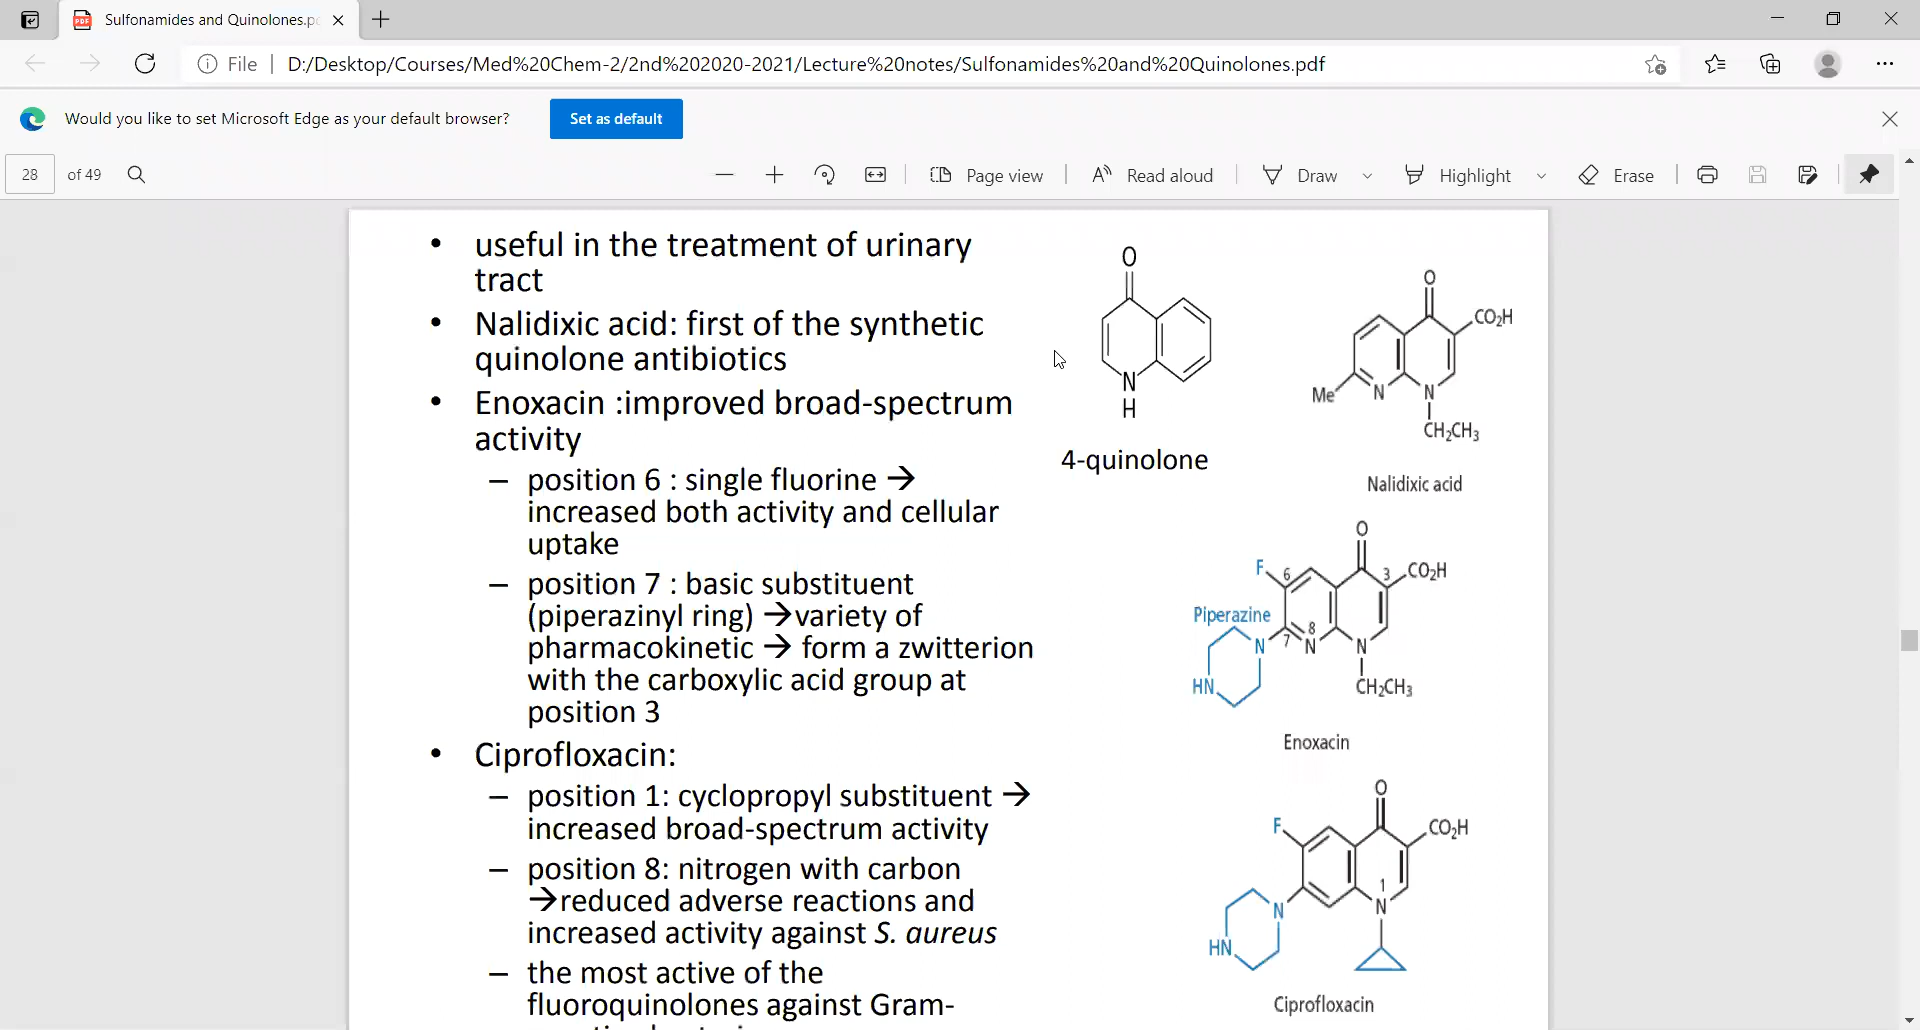 Sulfonamides and Quinolones.p
File | D:/Desktop/Courses/Med%20Chem-2/2nd%202020-2021/Lecture%20notes/Sulfonamides%20and%20Quinolones.pdf
Would you like to set Microsoft Edge as your default browser? Set as default
28 of 49 Page view Read aloud Draw Highlight Erase
• useful in the treatment of urinary
tract
• Nalidixic acid: first of the synthetic
quinolone antibiotics
• Enoxacin :improved broad-spectrum
activity
– position 6 : single fluorine →
increased both activity and cellular
uptake
– position 7 : basic substituent
(piperazinyl ring) →variety of
pharmacokinetic → form a zwitterion
with the carboxylic acid group at
position 3
• Ciprofloxacin:
– position 1: cyclopropyl substituent →
increased broad-spectrum activity
– position 8: nitrogen with carbon
→reduced adverse reactions and
increased activity against S. aureus
– the most active of the
fluoroquinolones against Gram-
O
N
H
4-quinolone
O
CO₂H
Me N N
CH₂CH₃
Nalidixic acid
O
F 6 3 CO₂H
Piperazine
N 7 8 N N
HN CH₂CH₃
Enoxacin
O
F CO₂H
1
N N
HN
Ciprofloxacin